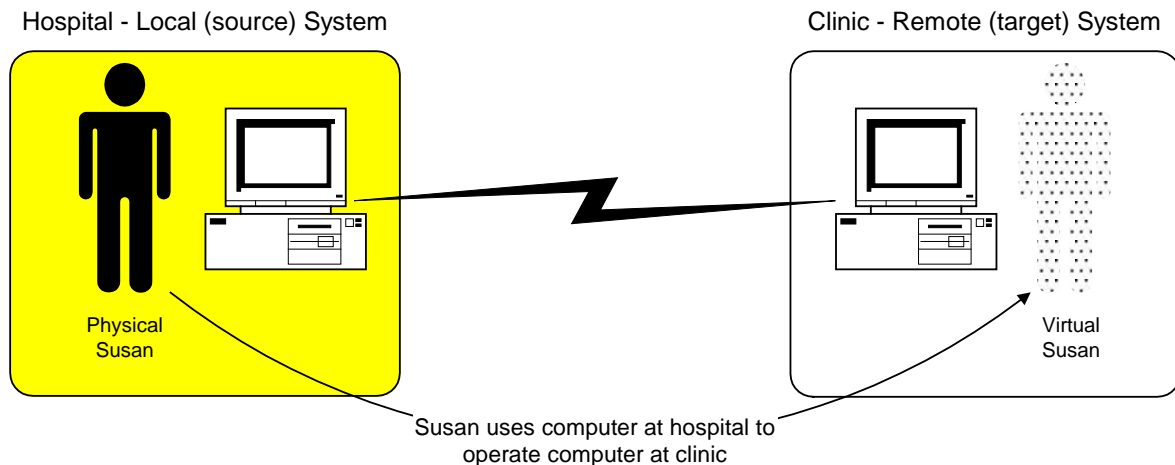 Hospital - Local (source) System
Clinic - Remote (target) System
Physical
Susan
Virtual
Susan
Susan uses computer at hospital to
operate computer at clinic